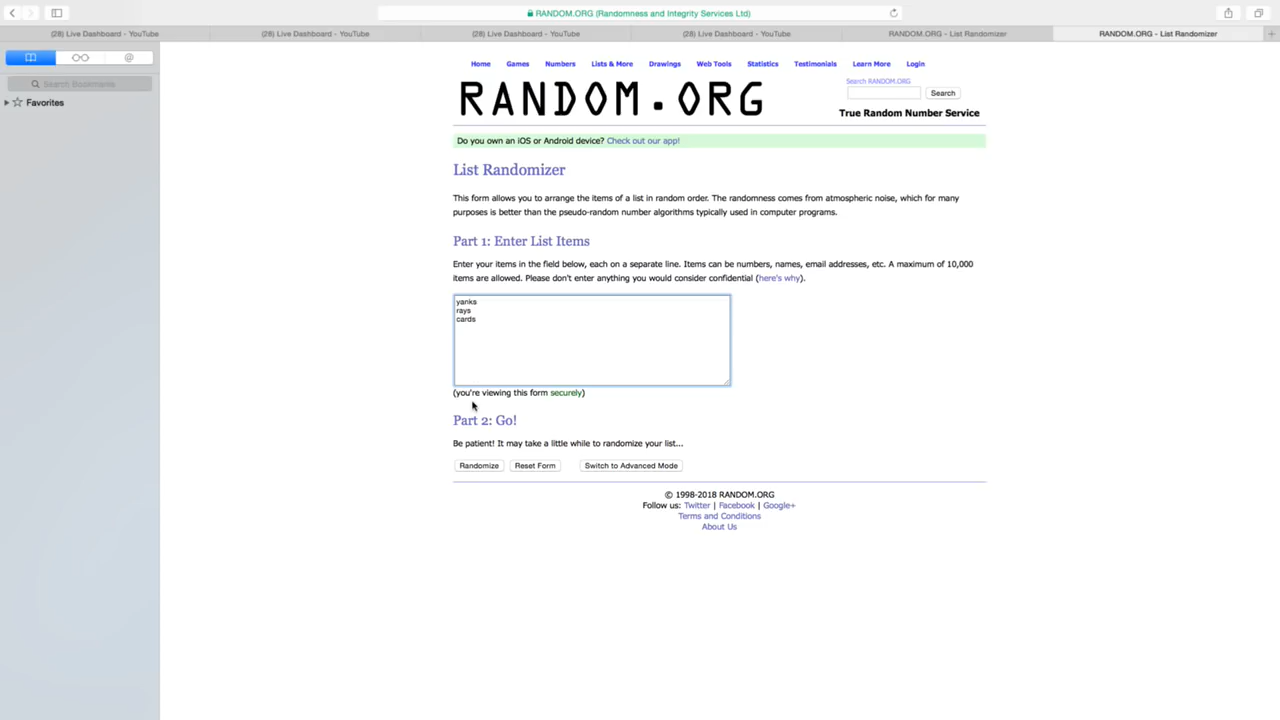 RANDOM.ORG (Randomness and Integrity Services Ltd)
(28) Live Dashboard - YouTube
(28) Live Dashboard - YouTube
(28) Live Dashboard - YouTube
(28) Live Dashboard - YouTube
RANDOM.ORG - List Randomizer
RANDOM.ORG - List Randomizer
@
Search Bookmarks
Favorites
Home Games Numbers Lists & More Drawings Web Tools Statistics Testimonials Learn More Login
RANDOM.ORG
Search RANDOM.ORG
Search
True Random Number Service
Do you own an iOS or Android device? Check out our app!
List Randomizer
This form allows you to arrange the items of a list in random order. The randomness comes from atmospheric noise, which for many
purposes is better than the pseudo-random number algorithms typically used in computer programs.
Part 1: Enter List Items
Enter your items in the field below, each on a separate line. Items can be numbers, names, email addresses, etc. A maximum of 10,000
items are allowed. Please don't enter anything you would consider confidential (here's why).
yanks
rays
cards
(you're viewing this form securely)
Part 2: Go!
Be patient! It may take a little while to randomize your list...
Randomize Reset Form Switch to Advanced Mode
© 1998-2018 RANDOM.ORG
Follow us: Twitter | Facebook | Google+
Terms and Conditions
About Us